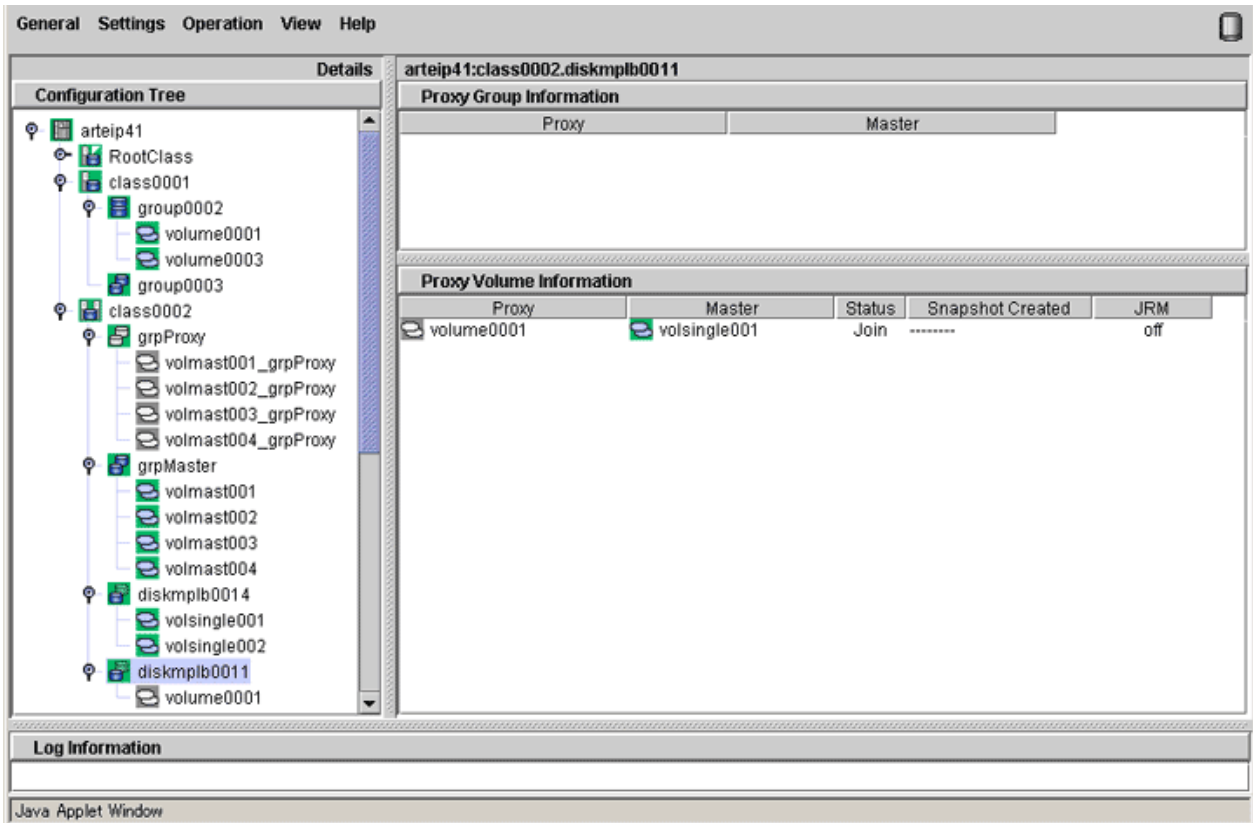 General Settings Operation View Help
Details
Configuration Tree
arteip41
RootClass
class0001
group0002
volume0001
volume0003
group0003
class0002
grpProxy
volmast001_grpProxy
volmast002_grpProxy
volmast003_grpProxy
volmast004_grpProxy
grpMaster
volmast001
volmast002
volmast003
volmast004
diskmplb0014
volsingle001
volsingle002
diskmplb0011
volume0001
arteip41:class0002.diskmplb0011
Proxy Group Information
Proxy Master
Proxy Volume Information
Proxy Master Status Snapshot Created JRM
volume0001 volsingle001 Join -------- off
Log Information
Java Applet Window